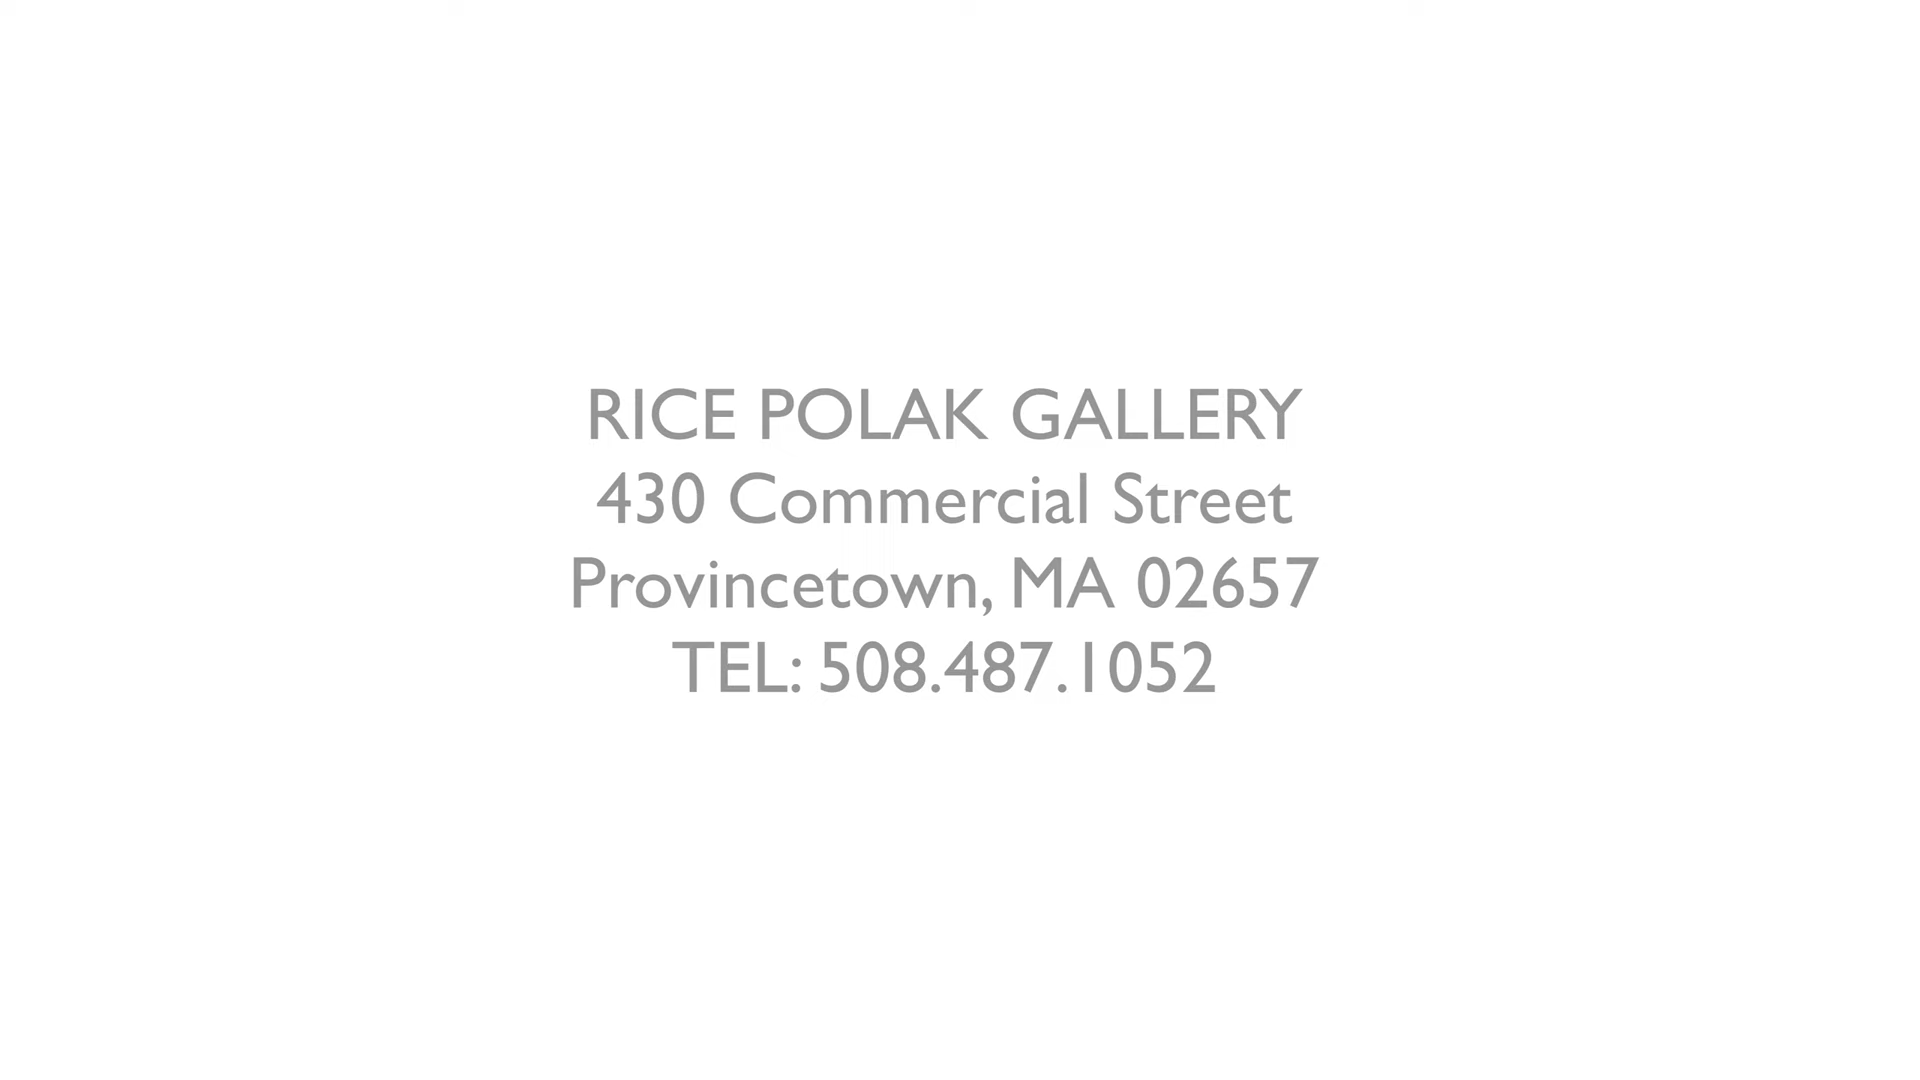 RICE POLAK GALLERY
430 Commercial Street
Provincetown, MA 02657
TEL: 508.487.1052